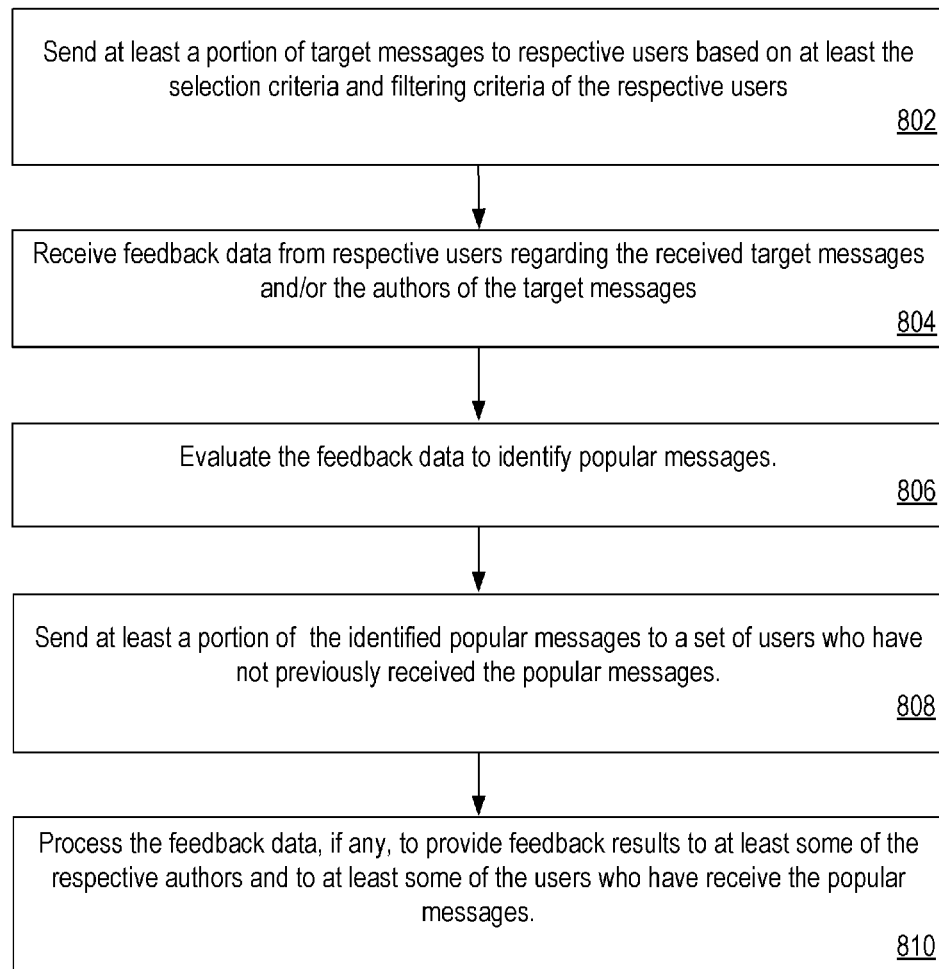 Send at least a portion of target messages to respective users based on at least the
selection criteria and filtering criteria of the respective users
802
Receive feedback data from respective users regarding the received target messages
and/or the authors of the target messages
804
Evaluate the feedback data to identify popular messages.
806
Send at least a portion of the identified popular messages to a set of users who have
not previously received the popular messages.
808
Process the feedback data, if any, to provide feedback results to at least some of the
respective authors and to at least some of the users who have receive the popular
messages.
810